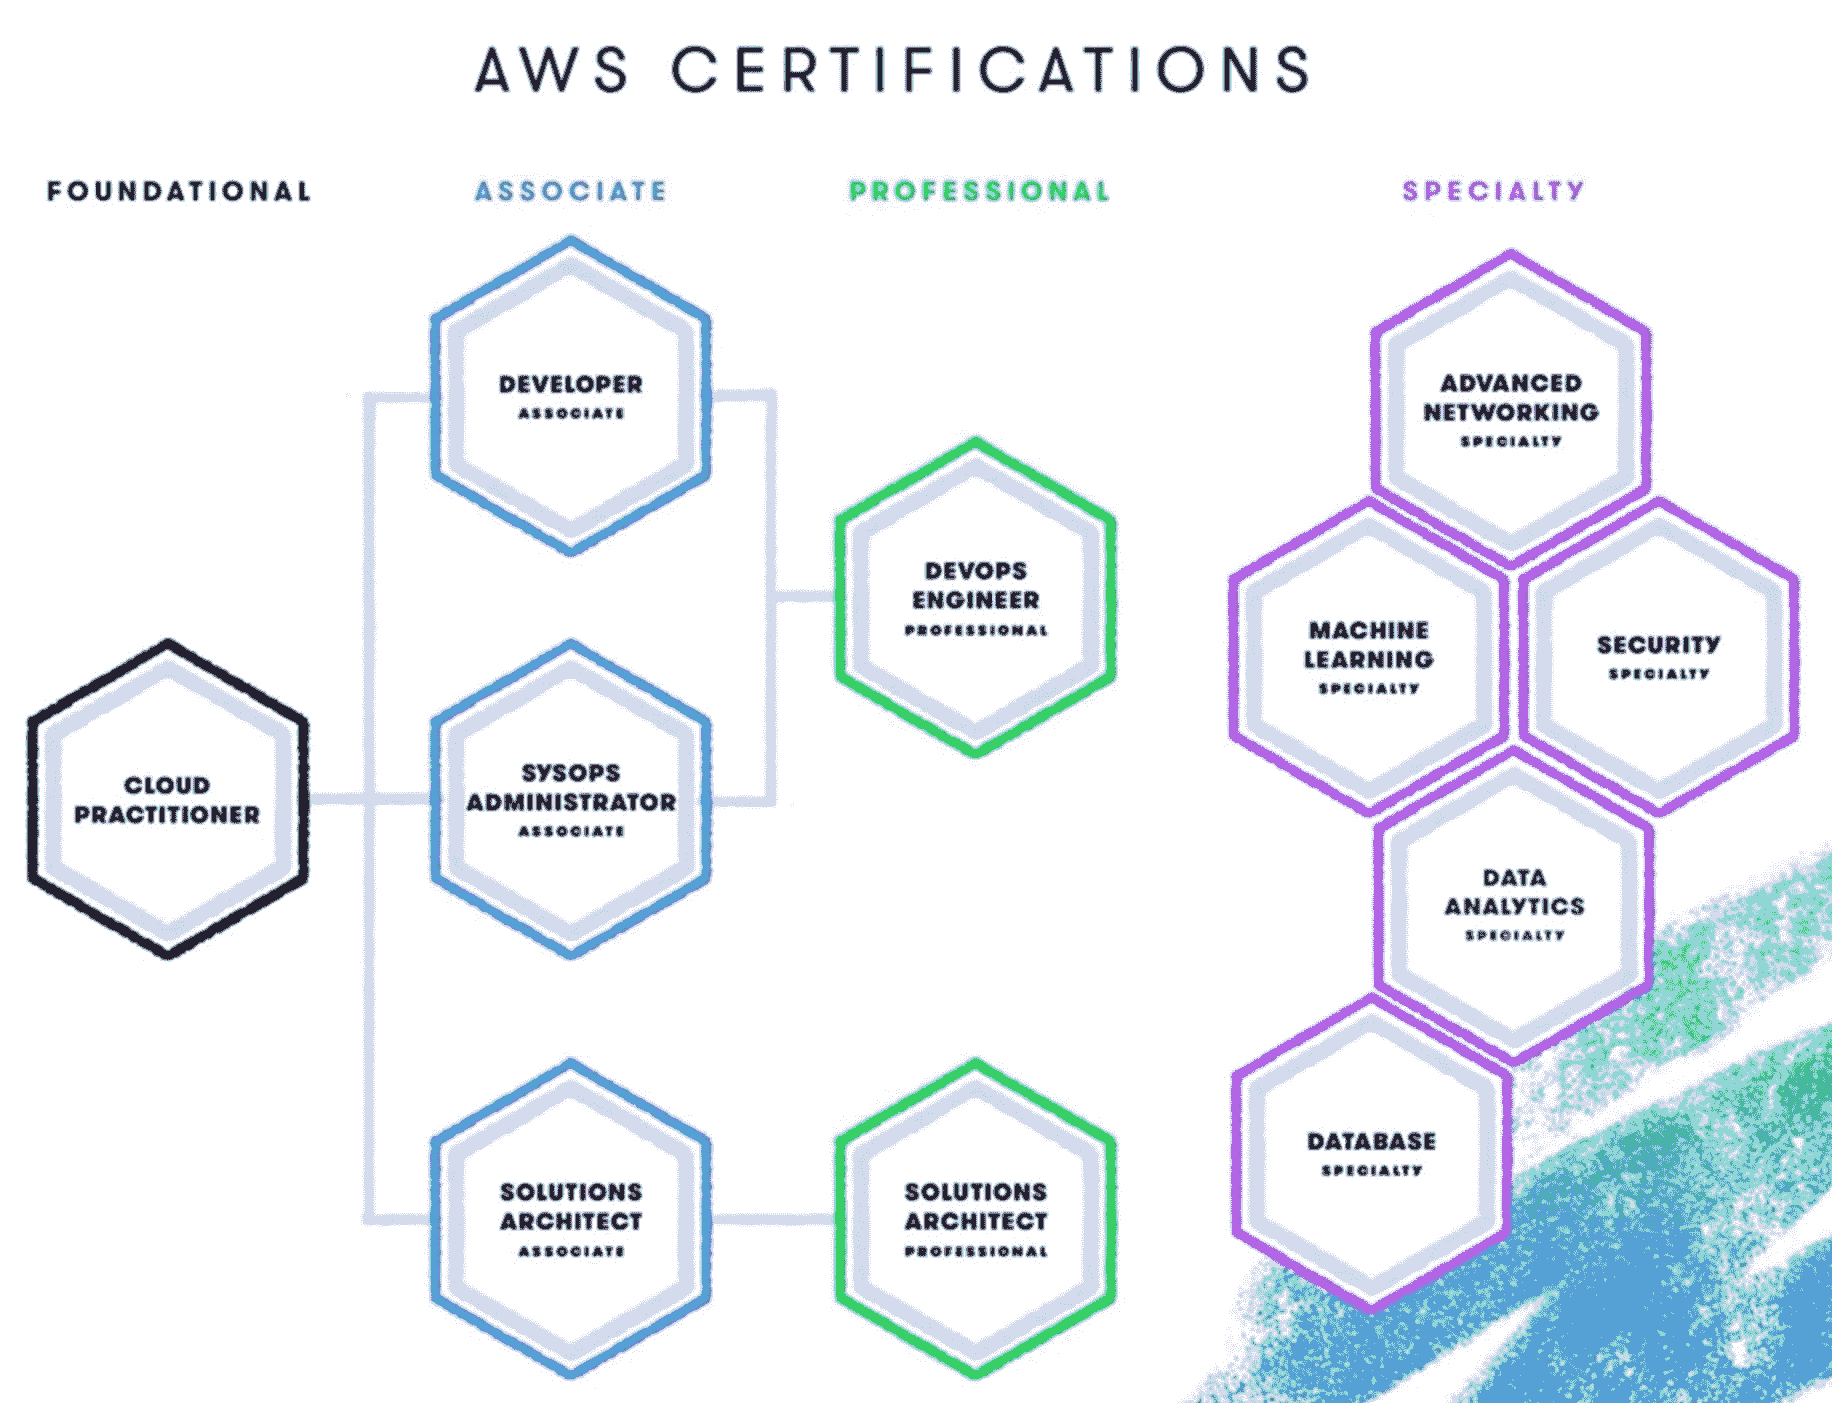 AWS CERTIFICATIONS
FOUNDATIONAL
ASSOCIATE
PROFESSIONAL
SPECIALTY
CLOUD
PRACTITIONER
DEVELOPER
ASSOCIATE
SYSOPS
ADMINISTRATOR
ASSOCIATE
SOLUTIONS
ARCHITECT
ASSOCIATE
DEVOPS
ENGINEER
PROFESSIONAL
SOLUTIONS
ARCHITECT
PROFESSIONAL
ADVANCED
NETWORKING
SPECIALTY
MACHINE
LEARNING
SPECIALTY
SECURITY
SPECIALTY
DATA
ANALYTICS
SPECIALTY
DATABASE
SPECIALTY